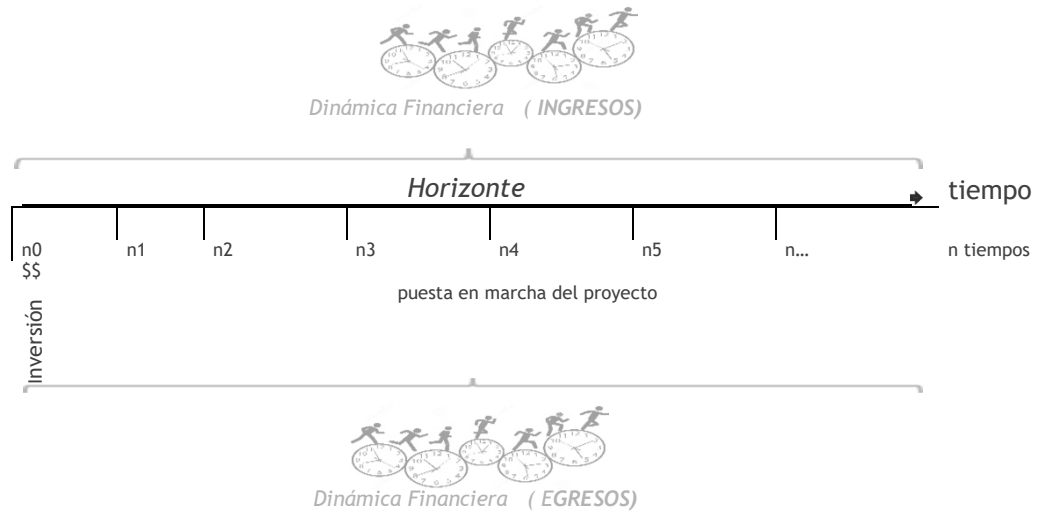 Dinámica Financiera ( INGRESOS)
Horizonte
tiempo
n0 n1 n2 n3 n4 n5 n... n tiempos
$$
puesta en marcha del proyecto
Inversión
Dinámica Financiera ( EGRESOS)